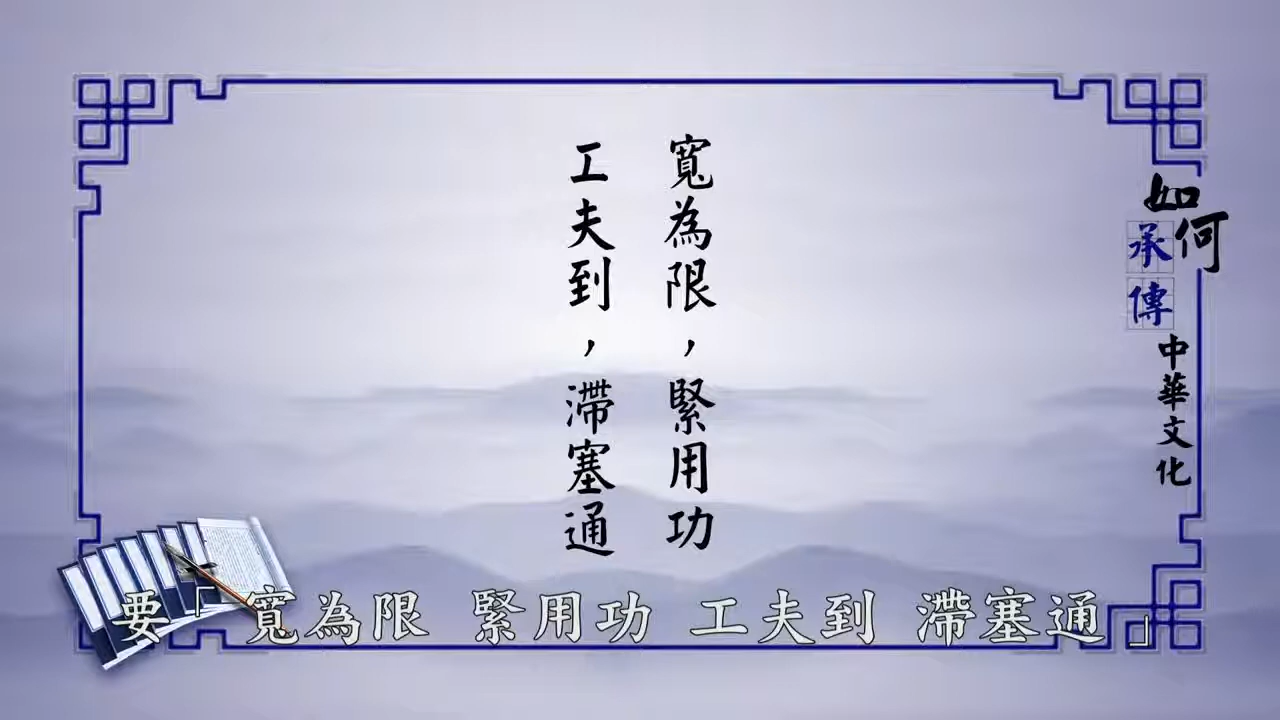 寬為限，緊用功
工夫到，滯塞通
如何
承傳
中華文化
要「寬為限 緊用功 工夫到 滯塞通」